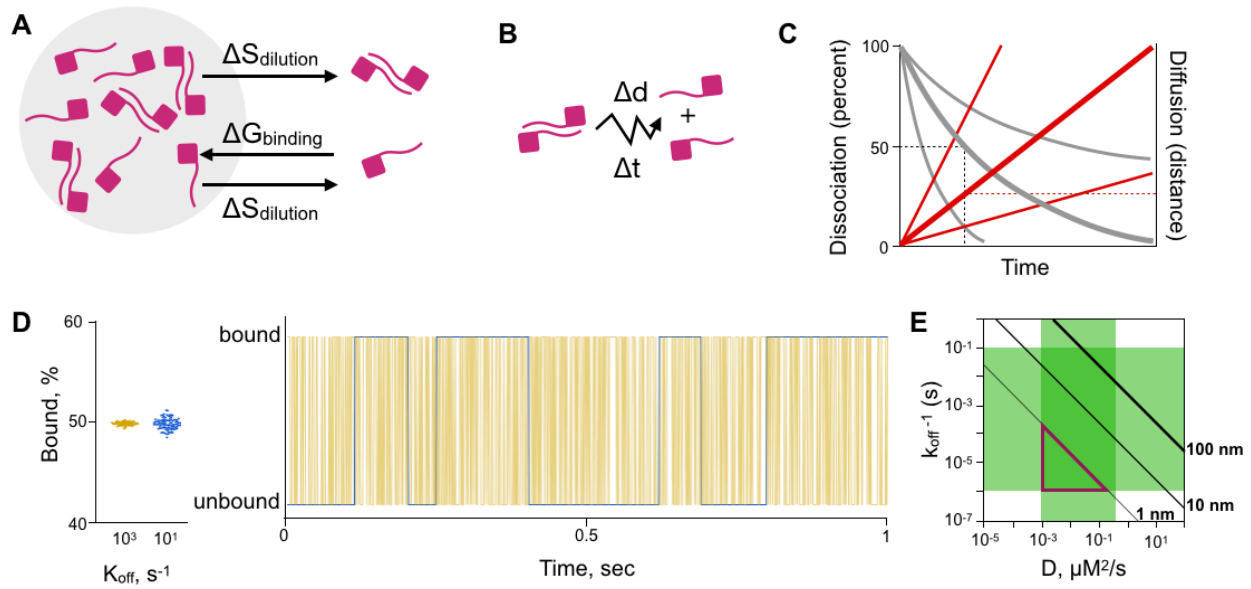 A
ΔSdilution
ΔGbinding
ΔSdilution
B
Δd
Δt
+
C
Dissociation (percent)
100
50
0
Time
Diffusion (distance)
D
Bound, %
60
50
40
10³ 10¹
Koff, s⁻¹
bound
unbound
0 0.5 1
Time, sec
E
koff⁻¹ (s)
10⁻¹
10⁻³
10⁻⁵
10⁻⁷
100 nm
10 nm
1 nm
10⁻⁵ 10⁻³ 10⁻¹ 10¹
D, μM²/s